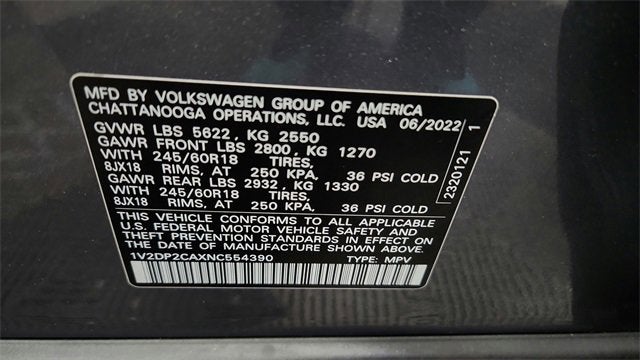 MFD BY VOLKSWAGEN GROUP OF AMERICA
CHATTANOOGA OPERATIONS, LLC. USA 06/2022
GVWR LBS 5622, KG 2550
GAWR FRONT LBS 2800, KG 1270
WITH 245/60R18 TIRES,
8JX18 RIMS, AT 250 KPA, 36 PSI COLD
GAWR REAR LBS 2932, KG 1330
WITH 245/60R18 TIRES,
8JX18 RIMS, AT 250 KPA, 36 PSI COLD
THIS VEHICLE CONFORMS TO ALL APPLICABLE
U.S. FEDERAL MOTOR VEHICLE SAFETY AND
THEFT PREVENTION STANDARDS IN EFFECT ON
THE DATE OF MANUFACTURE SHOWN ABOVE.
1V2DP2CAXNC554390 TYPE: MPV
2320121 1